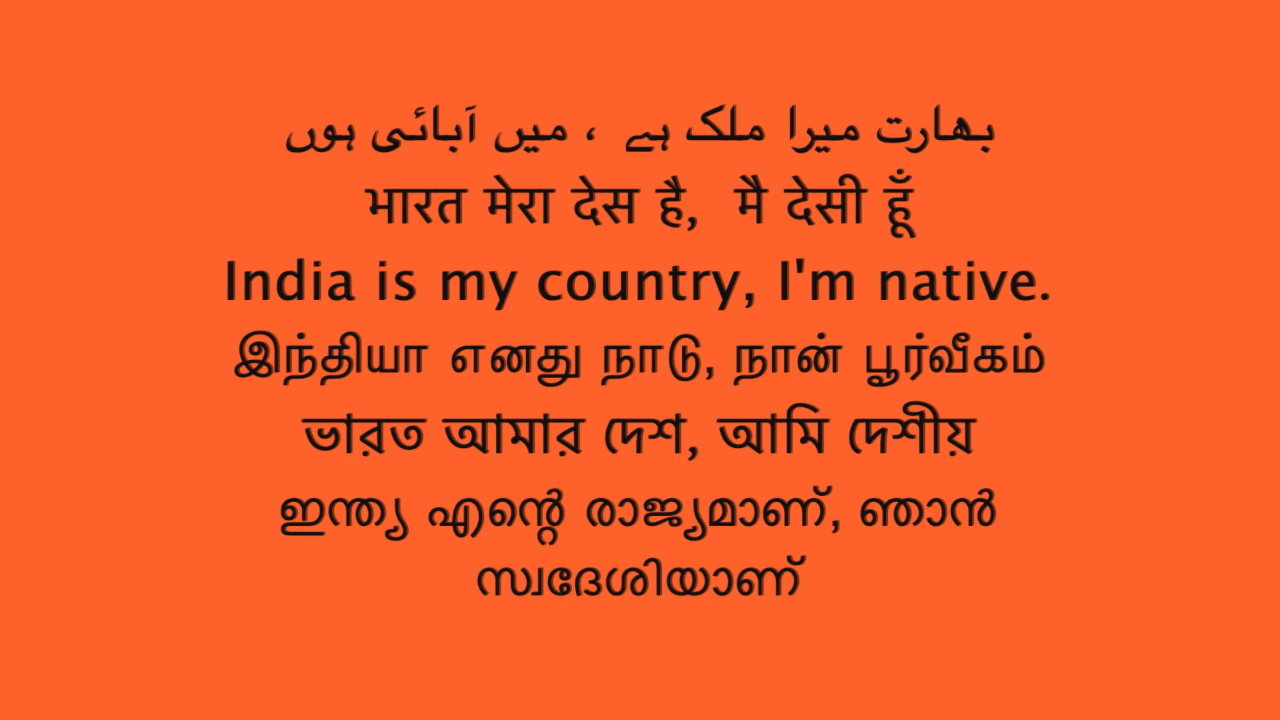 بھارت میرا ملک ہے ، میں آبائی ہوں
भारत मेरा देस है, मै देसी हूँ
India is my country, I'm native.
இந்தியா எனது நாடு, நான் பூர்வீகம்
ভারত আমার দেশ, আমি দেশীয়
ഇന്ത്യ എന്റെ രാജ്യമാണ്, ഞാൻ
സ്വദേശിയാണ്